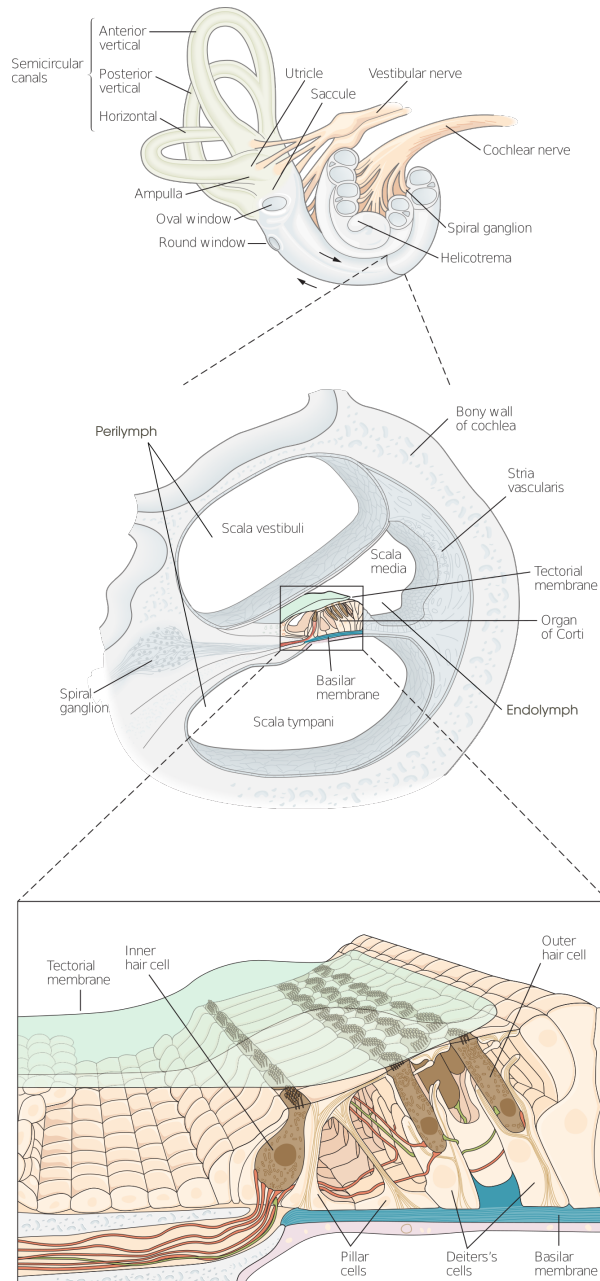 Anterior
vertical
Semicircular
canals
Posterior
vertical
Horizontal
Utricle
Saccule
Vestibular nerve
Cochlear nerve
Ampulla
Oval window
Round window
Spiral ganglion
Helicotrema
Perilymph
Bony wall
of cochlea
Stria
vascularis
Scala vestibuli
Scala
media
Tectorial
membrane
Organ
of Corti
Basilar
membrane
Spiral
ganglion
Scala tympani
Endolymph
Tectorial
membrane
Inner
hair cell
Outer
hair cell
Pillar
cells
Deiters's
cells
Basilar
membrane